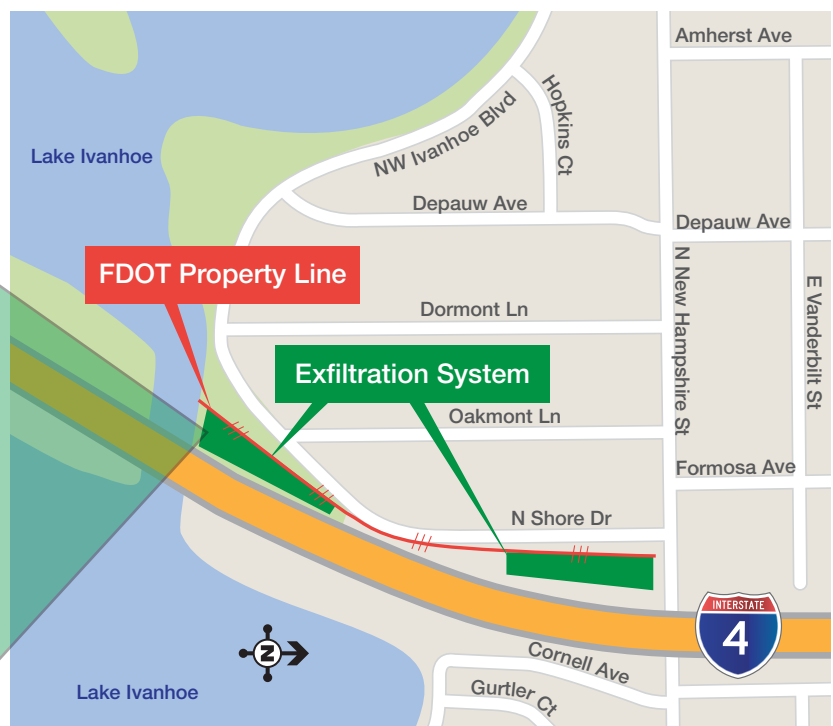 Amherst Ave
Hopkins Ct
NW Ivanhoe Blvd
Lake Ivanhoe
Depauw Ave
Depauw Ave
FDOT Property Line
N New Hampshire St
E Vanderbilt St
Dormont Ln
Exfiltration System
Oakmont Ln
Formosa Ave
N Shore Dr
INTERSTATE
4
N
Cornell Ave
Lake Ivanhoe
Gurtler Ct